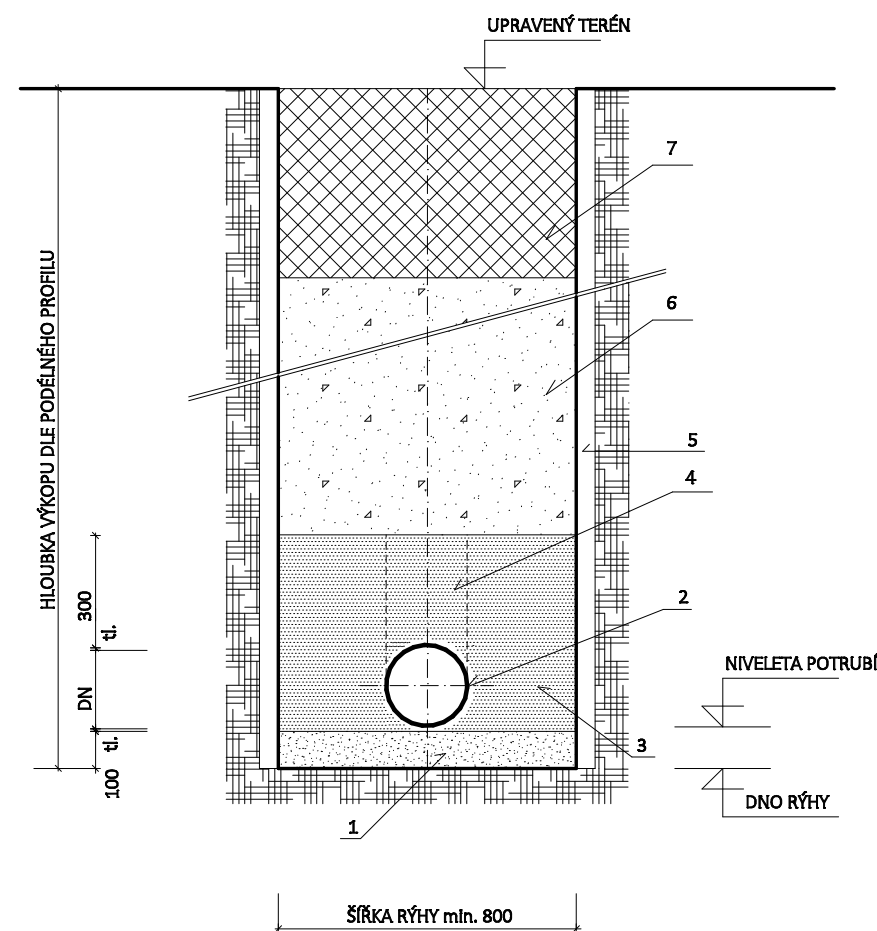 UPRAVENÝ TERÉN
7
6
5
4
2
3
1
HLOUBKA VÝKOPU DLE PODÉLNÉHO PROFILU
300
tl.
DN
tl.
100
NIVELETA POTRUBÍ
DNO RÝHY
ŠÍŘKA RÝHY min. 800